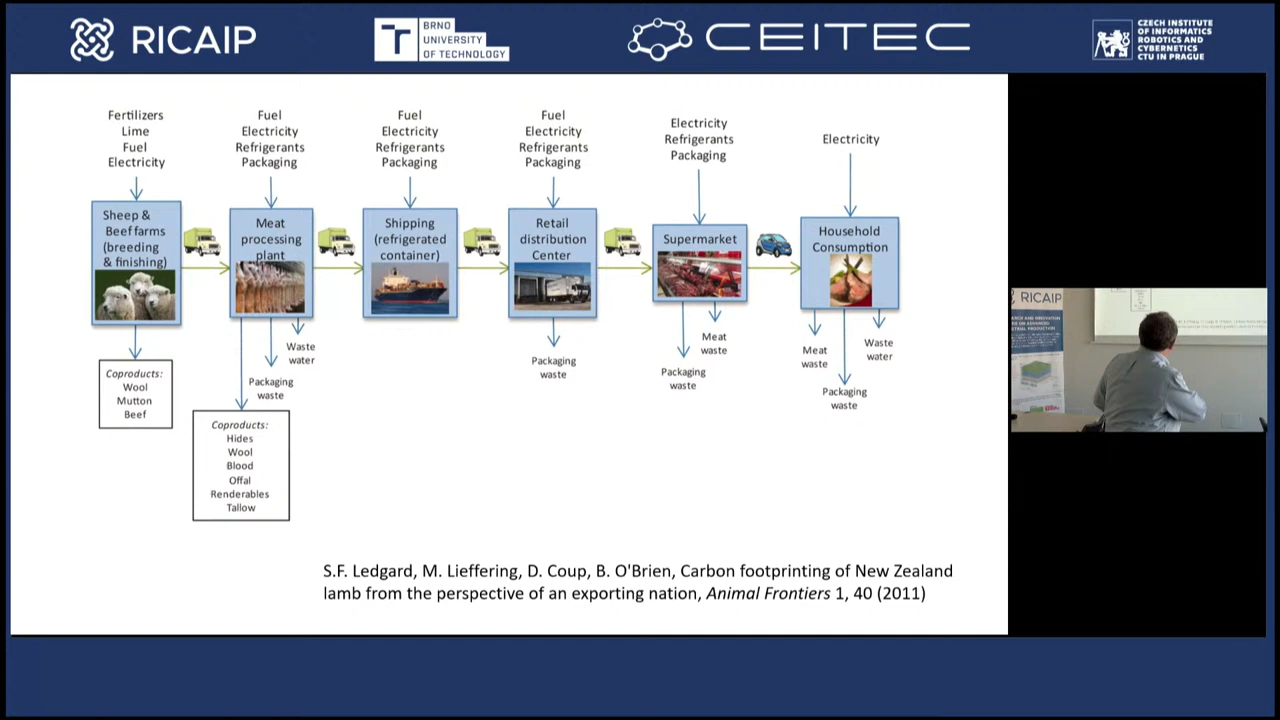 RICAIP
BRNO
UNIVERSITY
OF TECHNOLOGY
CEITEC
CZECH INSTITUTE
OF INFORMATICS
ROBOTICS AND
CYBERNETICS
CTU IN PRAGUE
Fertilizers
Lime
Fuel
Electricity
Fuel
Electricity
Refrigerants
Packaging
Fuel
Electricity
Refrigerants
Packaging
Fuel
Electricity
Refrigerants
Packaging
Electricity
Refrigerants
Packaging
Electricity
Sheep &
Beef farms
(breeding
& finishing)
Meat
processing
plant
Shipping
(refrigerated
container)
Retail
distribution
Center
Supermarket
Household
Consumption
Coproducts:
Wool
Mutton
Beef
Waste
water
Packaging
waste
Coproducts:
Hides
Wool
Blood
Offal
Renderables
Tallow
Packaging
waste
Meat
waste
Packaging
waste
Meat
waste
Packaging
waste
Waste
water
S.F. Ledgard, M. Lieffering, D. Coup, B. O'Brien, Carbon footprinting of New Zealand
lamb from the perspective of an exporting nation, Animal Frontiers 1, 40 (2011)
RICAIP